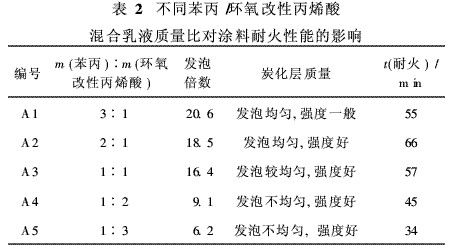 表 2 不同苯丙 /环氧改性丙烯酸
混合乳液质量比对涂料耐火性能的影响
编号 m (苯丙):m (环氧改性丙烯酸) 发泡倍数 炭化层质量 t(耐火) /min
A1 3:1 20.6 发泡均匀,强度一般 55
A2 2:1 18.5 发泡均匀,强度好 66
A3 1:1 16.4 发泡较均匀,强度好 57
A4 1:2 9.1 发泡不均匀,强度好 45
A5 1:3 6.2 发泡不均匀,强度好 34